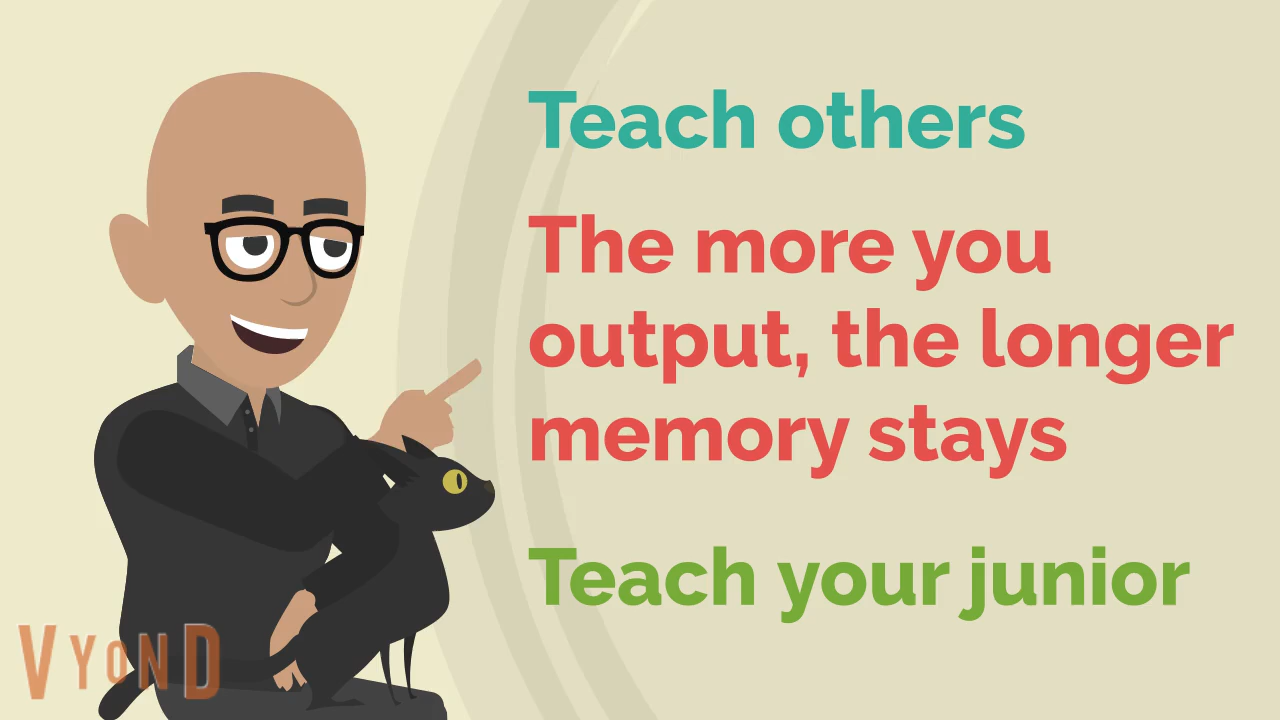 Teach others
The more you
output, the longer
memory stays
Teach your junior
VYOND